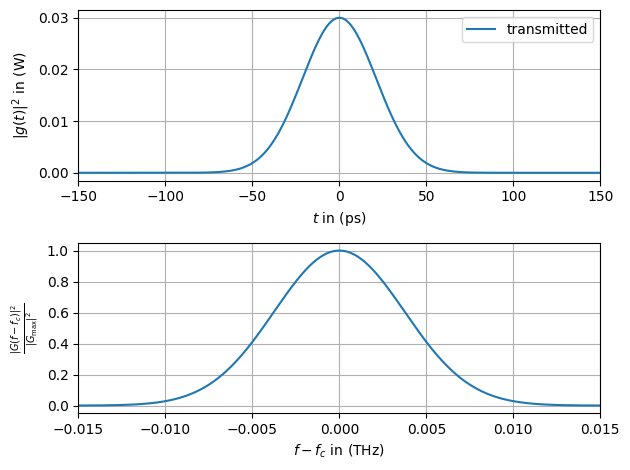 0.03
0.02
0.01
0.00
|g(t)|² in (W)
transmitted
−150 −100 −50 0 50 100 150
t in (ps)
1.0
0.8
0.6
0.4
0.2
0.0
|G(f − f_c)|² / |G_max|²
−0.015 −0.010 −0.005 0.000 0.005 0.010 0.015
f − f_c in (THz)